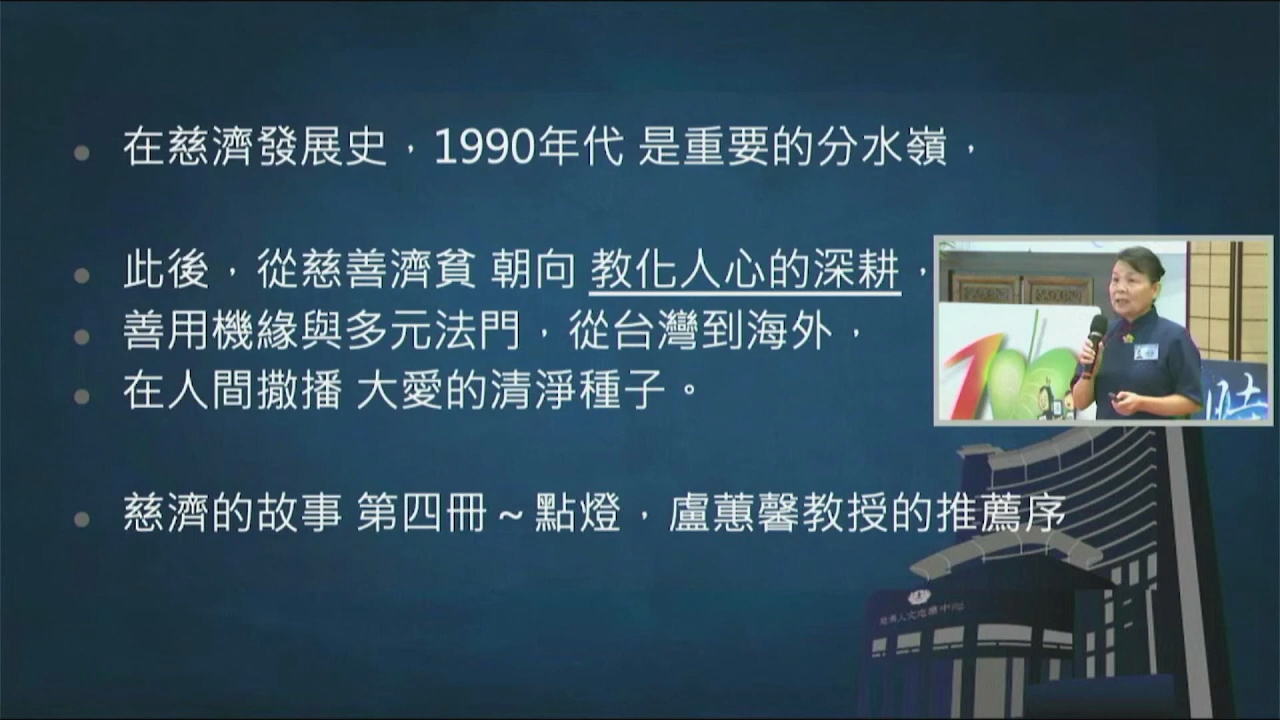 在慈濟發展史，1990年代 是重要的分水嶺，
此後，從慈善濟貧 朝向 教化人心的深耕，
善用機緣與多元法門，從台灣到海外，
在人間撒播 大愛的清淨種子。
慈濟的故事 第四冊～點燈，盧蕙馨教授的推薦序